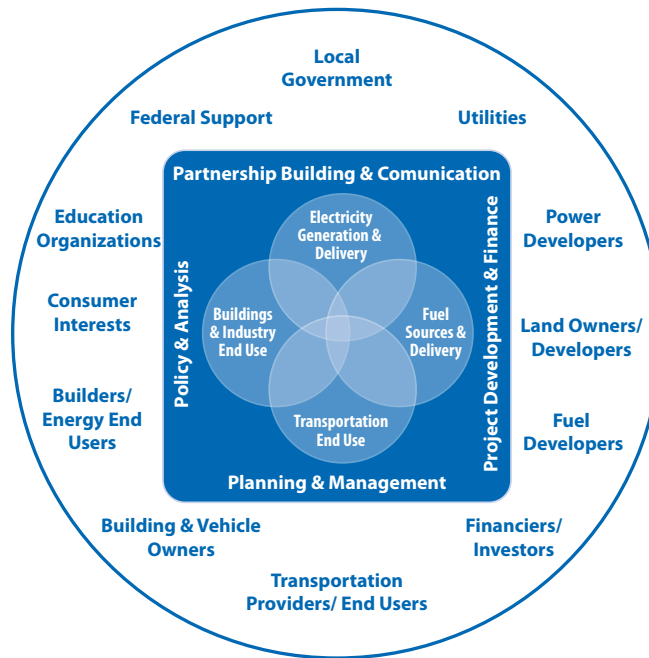 Local
Government
Federal Support
Utilities
Partnership Building & Comunication
Education
Organizations
Electricity
Generation &
Delivery
Power
Developers
Policy & Analysis
Project Development & Finance
Consumer
Interests
Buildings
& Industry
End Use
Fuel
Sources &
Delivery
Land Owners/
Developers
Builders/
Energy End
Users
Transportation
End Use
Fuel
Developers
Planning & Management
Building & Vehicle
Owners
Financiers/
Investors
Transportation
Providers/ End Users